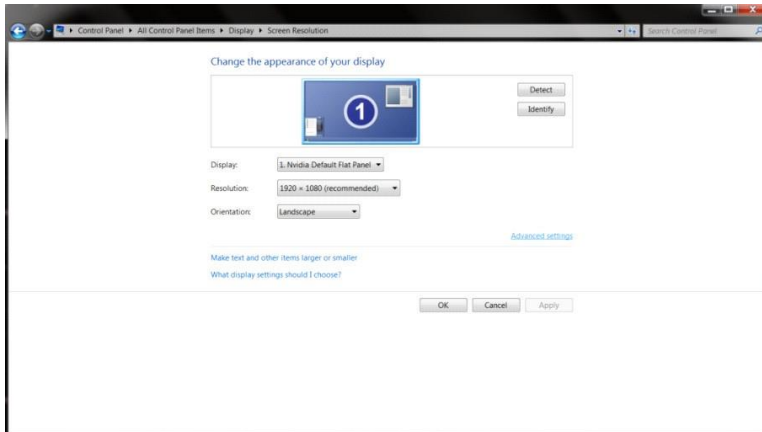 Control Panel ▸ All Control Panel Items ▸ Display ▸ Screen Resolution
Search Control Panel
Change the appearance of your display
1
Detect
Identify
Display: 1. Nvidia Default Flat Panel
Resolution: 1920 × 1080 (recommended)
Orientation: Landscape
Advanced settings
Make text and other items larger or smaller
What display settings should I choose?
OK Cancel Apply